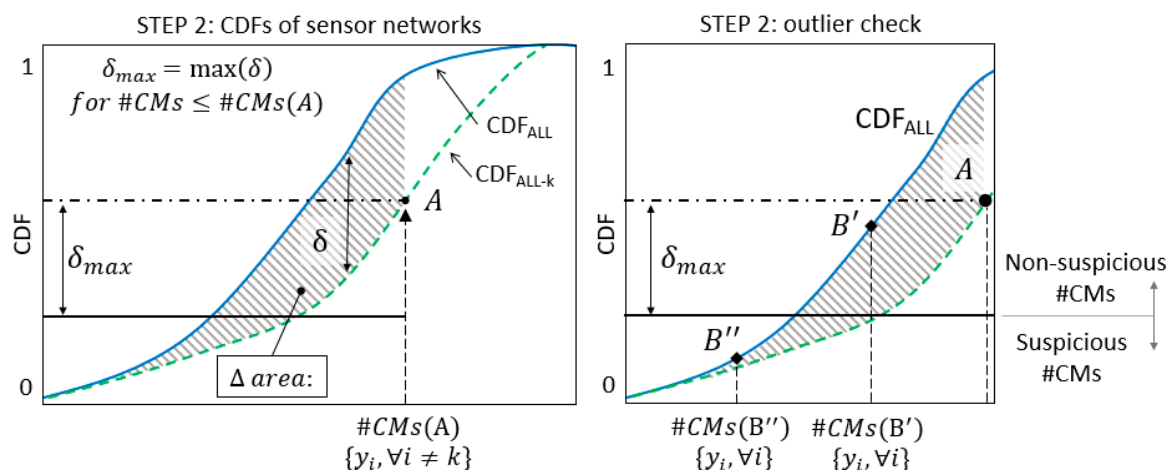 STEP 2: CDFs of sensor networks
1
δ_max = max(δ)
for #CMs ≤ #CMs(A)
CDF_ALL
CDF_ALL-k
A
CDF
δ
δ_max
Δ area:
0
#CMs(A)
{y_i, ∀i ≠ k}
STEP 2: outlier check
1
CDF_ALL
A
B′
CDF
δ_max
Non-suspicious
#CMs
B′′
Suspicious
#CMs
0
#CMs(B′′) #CMs(B′)
{y_i, ∀i} {y_i, ∀i}